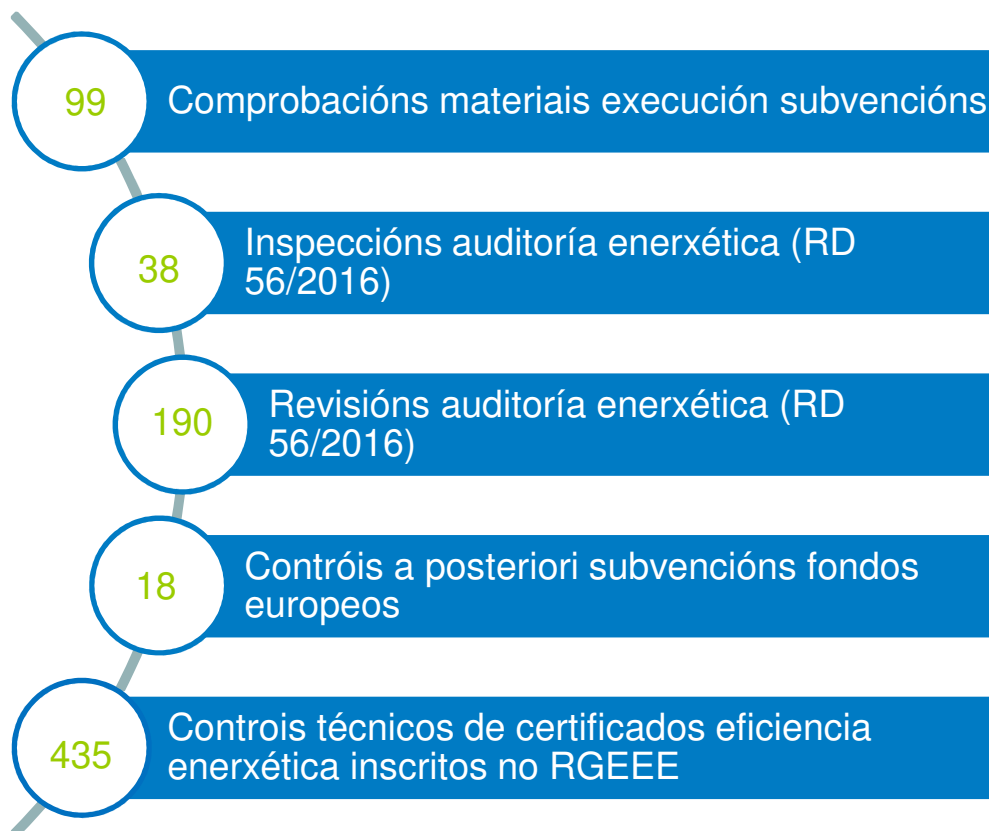 99
Comprobacións materiais execución subvencións
38
Inspeccións auditoría enerxética (RD
56/2016)
190
Revisións auditoría enerxética (RD
56/2016)
18
Contróis a posteriori subvencións fondos
europeos
435
Controis técnicos de certificados eficiencia
enerxética inscritos no RGEEE